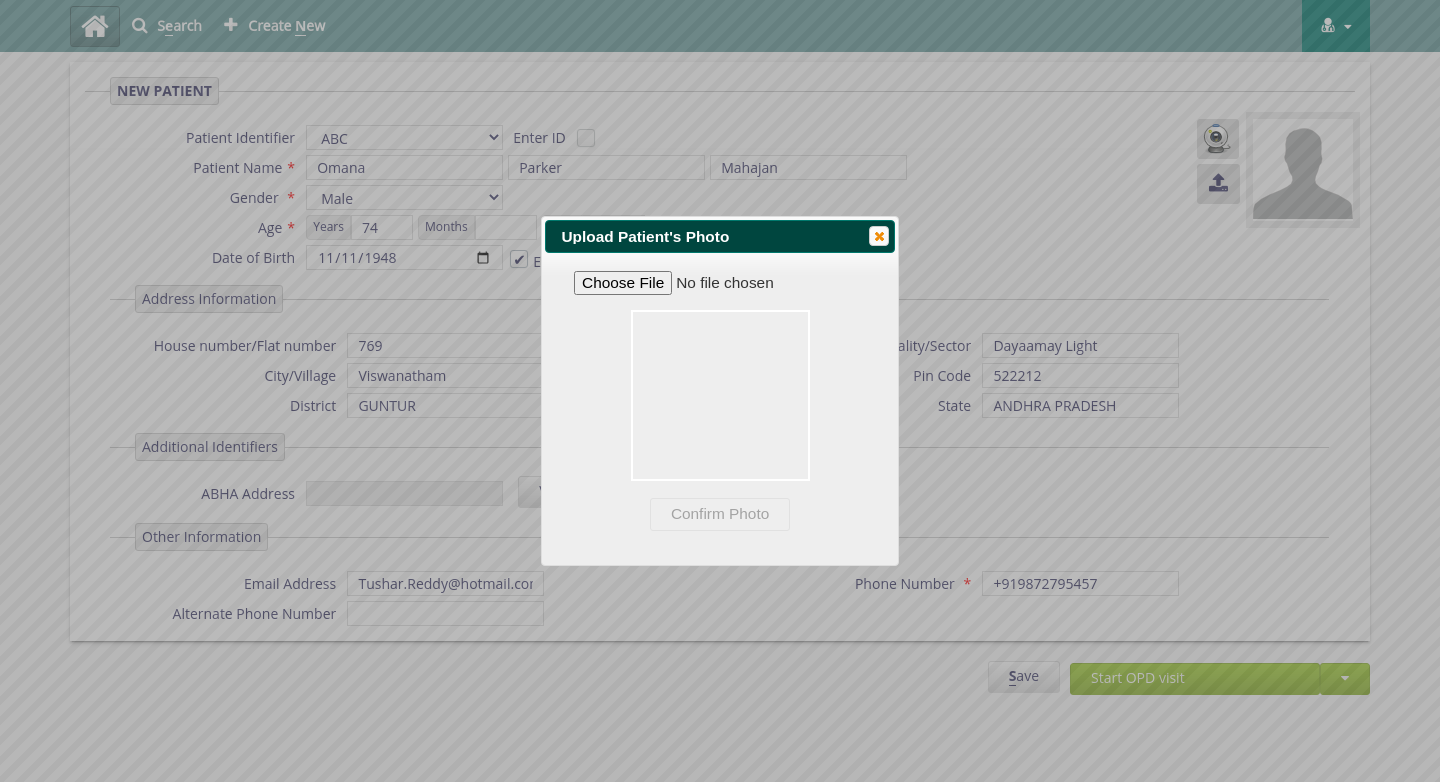 Search
Create New
NEW PATIENT
Patient Identifier ABC Enter ID
Patient Name * Omana Parker Mahajan
Gender * Male
Age * Years 74 Months
Date of Birth 11/11/1948
Upload Patient's Photo
Choose File No file chosen
Confirm Photo
Address Information
House number/Flat number 769
City/Village Viswanatham
District GUNTUR
ality/Sector Dayaamay Light
Pin Code 522212
State ANDHRA PRADESH
Additional Identifiers
ABHA Address
Other Information
Email Address Tushar.Reddy@hotmail.co
Phone Number * +919872795457
Alternate Phone Number
Save
Start OPD visit